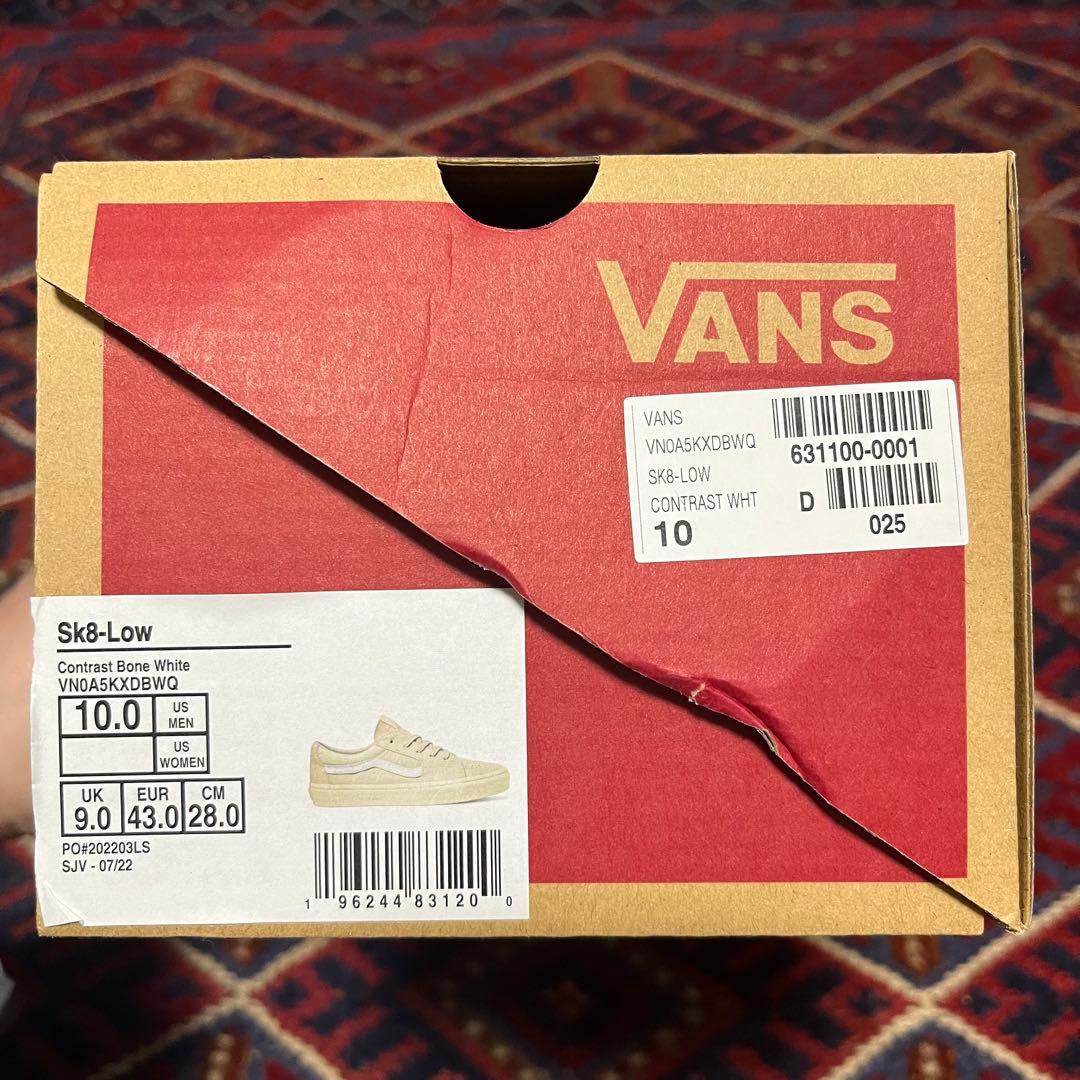 VANS
VANS
VN0A5KXDBWQ
SK8-LOW
CONTRAST WHT
10
631100-0001
D
025
Sk8-Low
Contrast Bone White
VN0A5KXDBWQ
10.0 US MEN
US WOMEN
UK EUR CM
9.0 43.0 28.0
PO#202203LS
SJV - 07/22
1 96244 83120 0